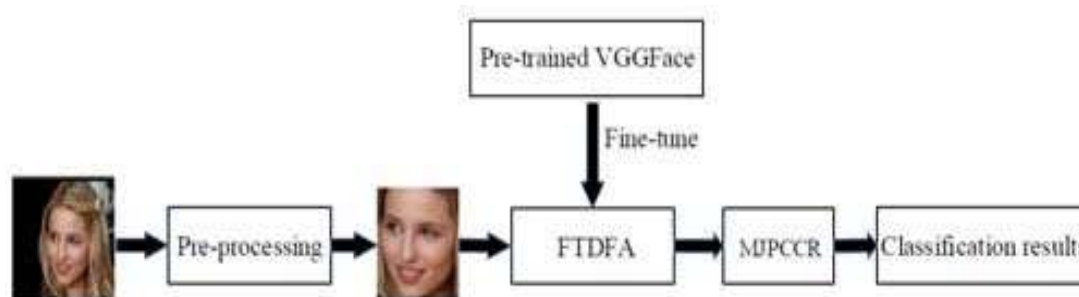 Pre-trained VGGFace
Fine-tune
Pre-processing
FTDFA
MJPCCR
Classification result